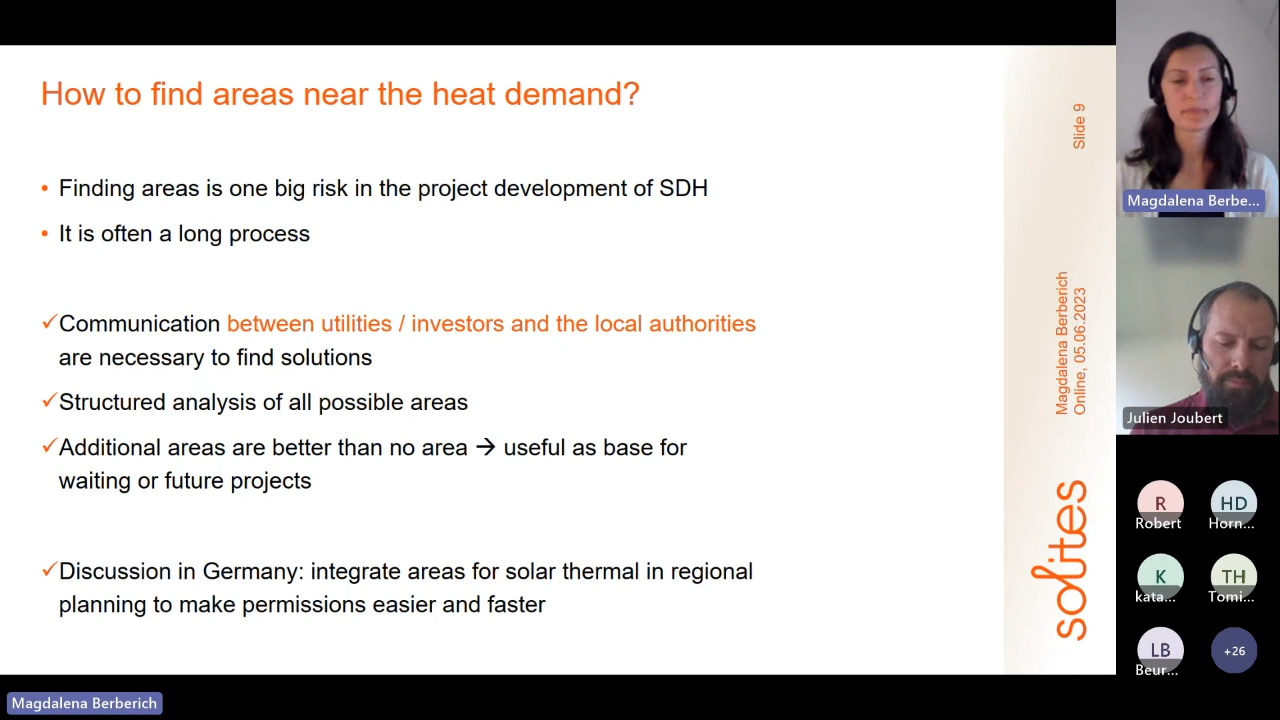 How to find areas near the heat demand?
• Finding areas is one big risk in the project development of SDH
• It is often a long process
✓Communication between utilities / investors and the local authorities
are necessary to find solutions
✓Structured analysis of all possible areas
✓Additional areas are better than no area → useful as base for
waiting or future projects
✓Discussion in Germany: integrate areas for solar thermal in regional
planning to make permissions easier and faster
Slide 9
Magdalena Berberich
Online, 05.06.2023
solites
Magdalena Berbe...
Julien Joubert
R
Robert
HD
Horn...
K
kata...
TH
Tomi...
LB
Beur...
+26
Magdalena Berberich